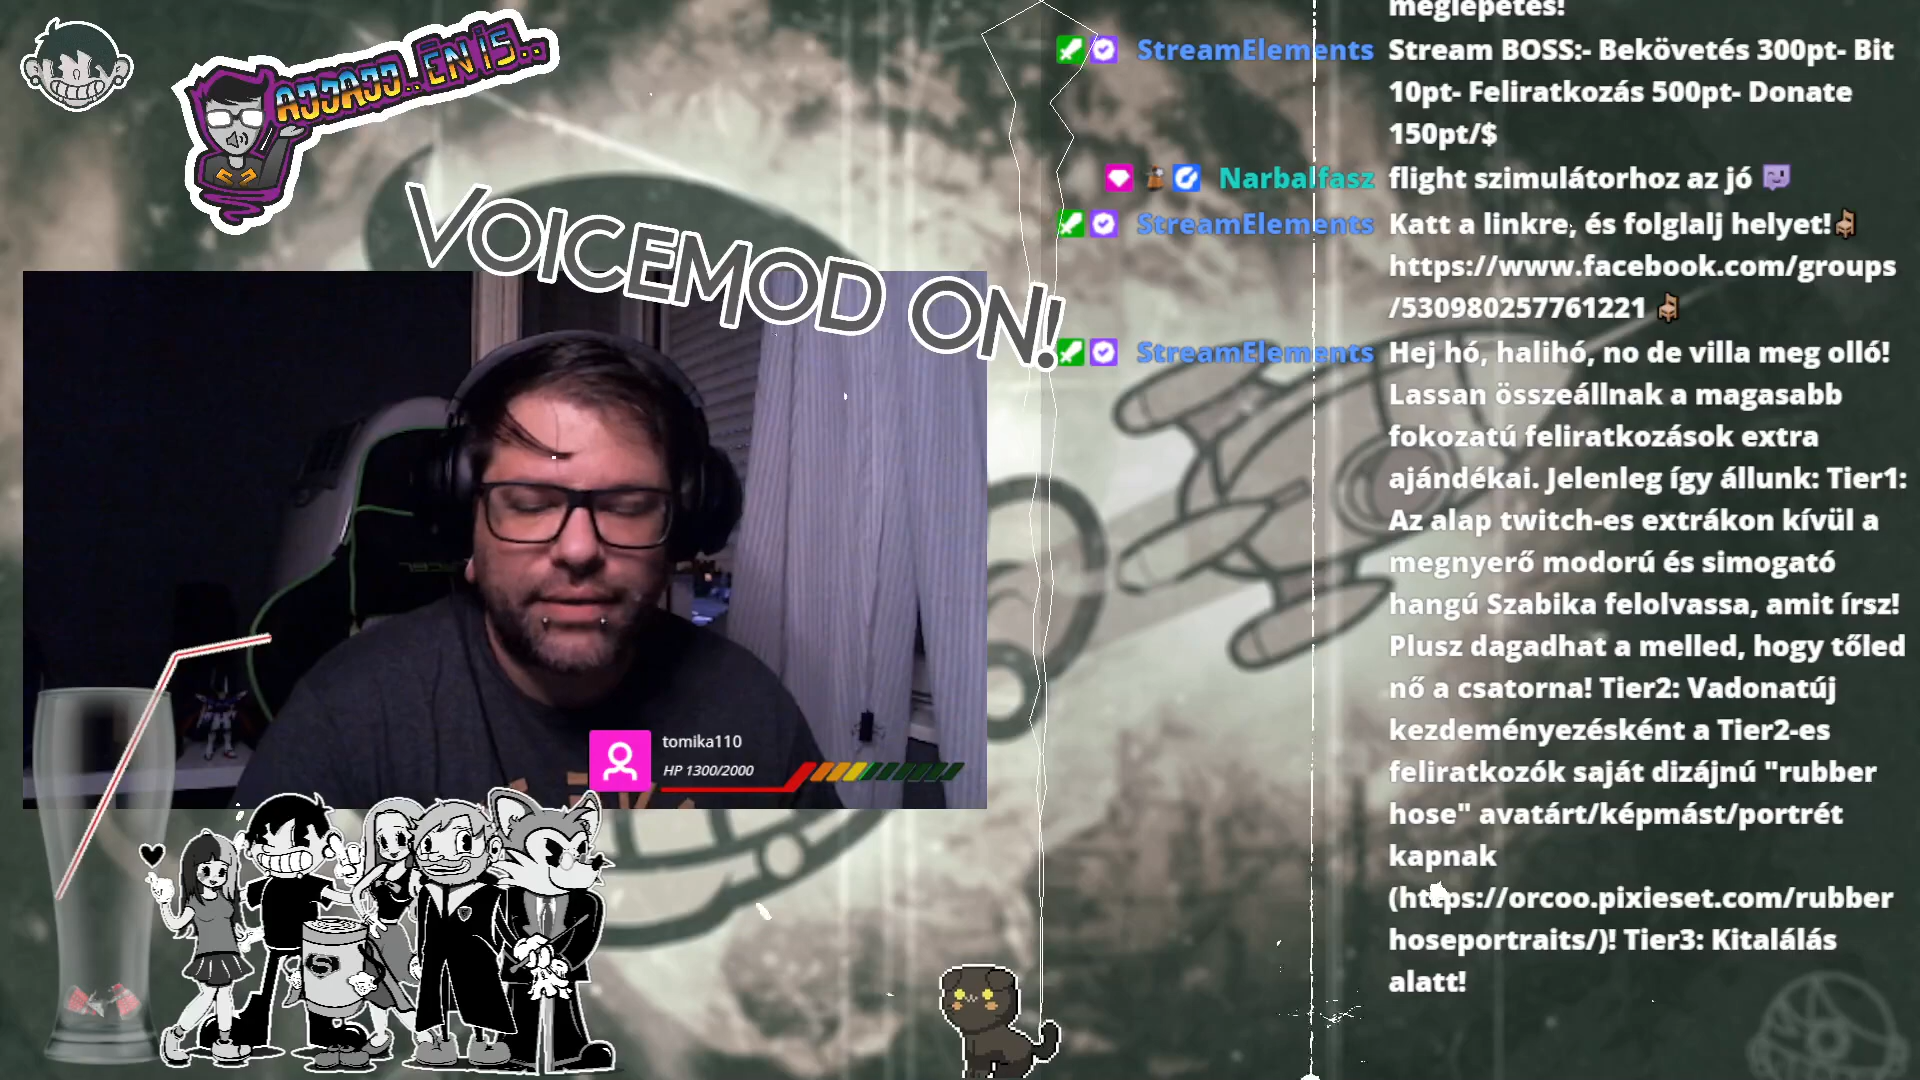 AJJAJJ..ÉN IS..
VOICEMOD ON!
tomika110
HP 1300/2000
S
meglepetés!
StreamElements Stream BOSS:- Bekövetés 300pt- Bit
10pt- Feliratkozás 500pt- Donate
150pt/$
Narbalfasz flight szimulátorhoz az jó
StreamElements Katt a linkre, és folglalj helyet!
https://www.facebook.com/groups
/530980257761221
StreamElements Hej hó, halihó, no de villa meg olló!
Lassan összeállnak a magasabb
fokozatú feliratkozások extra
ajándékai. Jelenleg így állunk: Tier1:
Az alap twitch-es extrákon kívül a
megnyerő modorú és simogató
hangú Szabika felolvassa, amit írsz!
Plusz dagadhat a melled, hogy tőled
nő a csatorna! Tier2: Vadonatúj
kezdeményezésként a Tier2-es
feliratkozók saját dizájnú "rubber
hose" avatárt/képmást/portrét
kapnak
(https://orcoo.pixieset.com/rubber
hoseportraits/)! Tier3: Kitalálás
alatt!